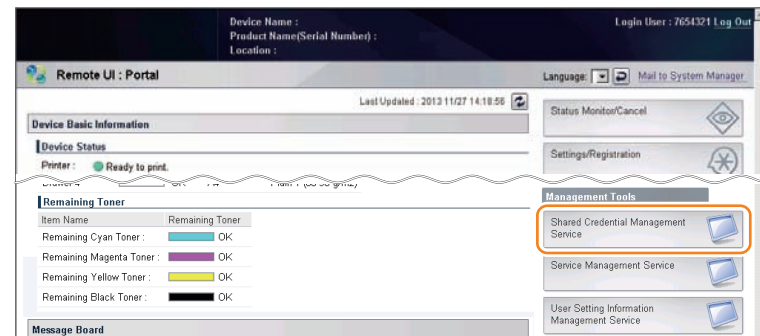 Device Name :
Product Name(Serial Number) :
Location :
Login User : 7654321 Log Out
Remote UI : Portal
Language:
Mail to System Manager
Last Updated : 2013 11/27 14:18:56
Device Basic Information
Device Status
Printer : Ready to print.
Remaining Toner
Item Name Remaining Toner
Remaining Cyan Toner : OK
Remaining Magenta Toner : OK
Remaining Yellow Toner : OK
Remaining Black Toner : OK
Message Board
Status Monitor/Cancel
Settings/Registration
Management Tools
Shared Credential Management
Service
Service Management Service
User Setting Information
Management Service